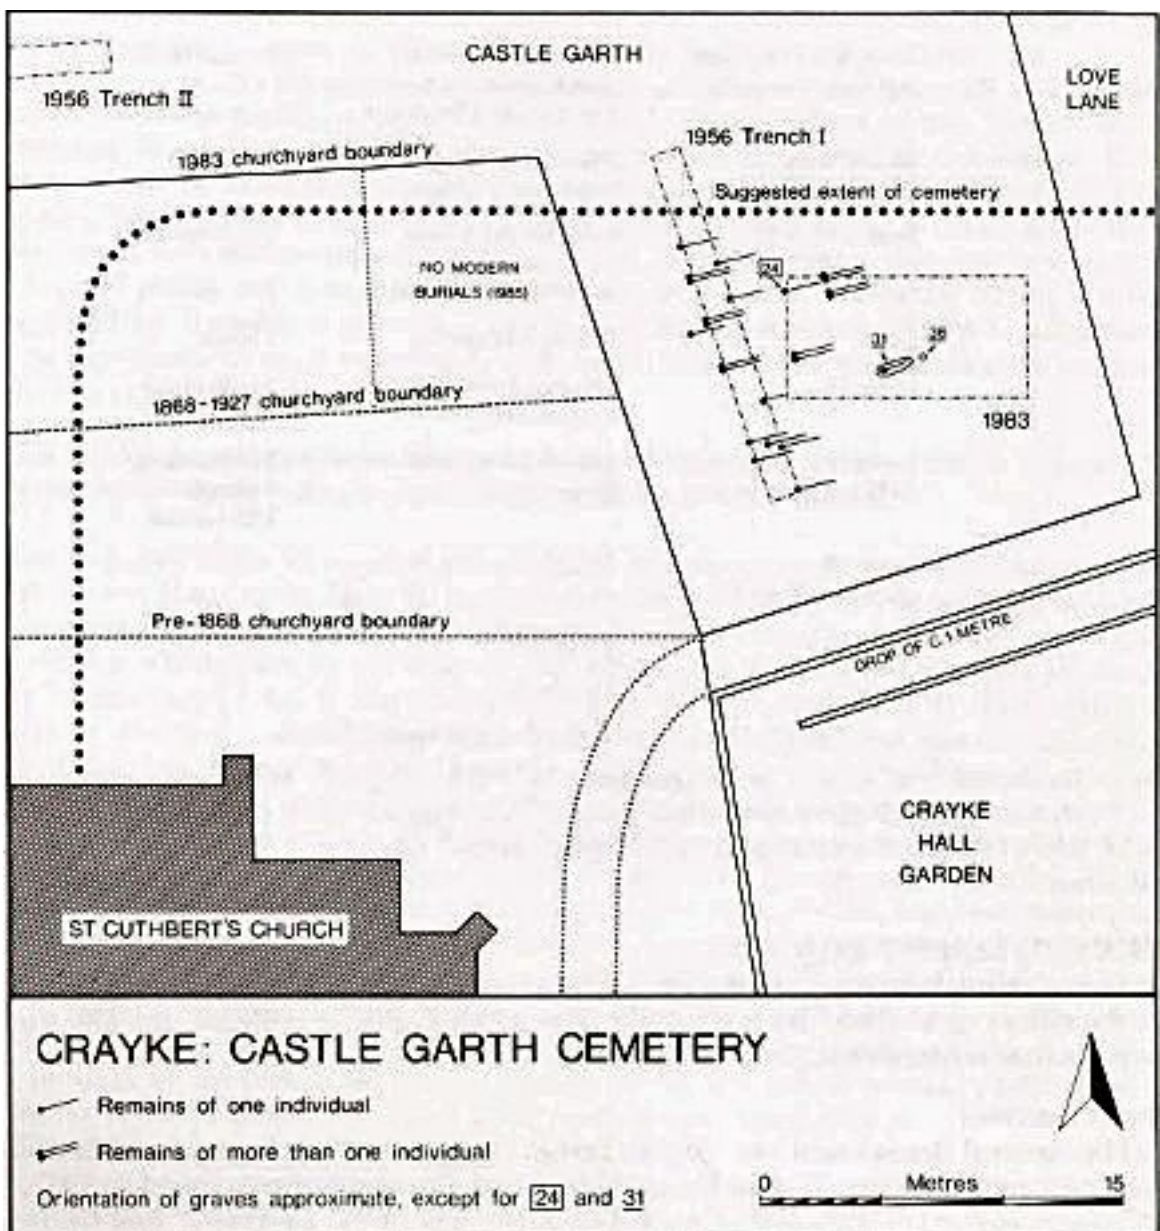 CASTLE GARTH
LOVE
LANE
1956 Trench II
1956 Trench I
1983 churchyard boundary
Suggested extent of cemetery
24
NO MODERN
BURIALS (1983)
31
1868-1927 churchyard boundary
1983
Pre-1868 churchyard boundary
DROP OF C.1 METRE
CRAYKE
HALL
GARDEN
ST CUTHBERT'S CHURCH
CRAYKE: CASTLE GARTH CEMETERY
Remains of one individual
Remains of more than one individual
Orientation of graves approximate, except for 24 and 31
0 Metres 15